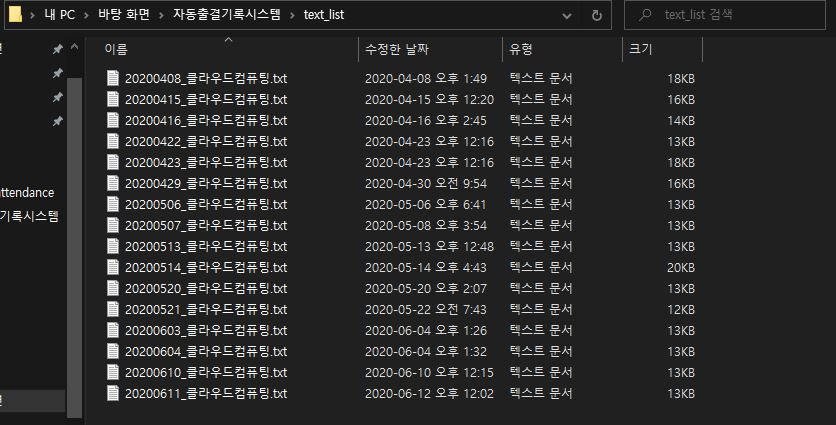 내 PC > 바탕 화면 > 자동출결기록시스템 > text_list
text_list 검색
이름 수정한 날짜 유형 크기
20200408_클라우드컴퓨팅.txt 2020-04-08 오후 1:49 텍스트 문서 18KB
20200415_클라우드컴퓨팅.txt 2020-04-15 오후 12:20 텍스트 문서 16KB
20200416_클라우드컴퓨팅.txt 2020-04-16 오후 2:45 텍스트 문서 14KB
20200422_클라우드컴퓨팅.txt 2020-04-23 오후 12:16 텍스트 문서 13KB
20200423_클라우드컴퓨팅.txt 2020-04-23 오후 12:16 텍스트 문서 18KB
20200429_클라우드컴퓨팅.txt 2020-04-30 오전 9:54 텍스트 문서 16KB
ttendance 20200506_클라우드컴퓨팅.txt 2020-05-06 오후 6:41 텍스트 문서 13KB
기록시스템 20200507_클라우드컴퓨팅.txt 2020-05-08 오후 3:54 텍스트 문서 13KB
20200513_클라우드컴퓨팅.txt 2020-05-13 오후 12:48 텍스트 문서 13KB
20200514_클라우드컴퓨팅.txt 2020-05-14 오후 4:43 텍스트 문서 20KB
20200520_클라우드컴퓨팅.txt 2020-05-20 오후 2:07 텍스트 문서 13KB
20200521_클라우드컴퓨팅.txt 2020-05-22 오전 7:43 텍스트 문서 12KB
20200603_클라우드컴퓨팅.txt 2020-06-04 오후 1:26 텍스트 문서 13KB
20200604_클라우드컴퓨팅.txt 2020-06-04 오후 1:32 텍스트 문서 13KB
20200610_클라우드컴퓨팅.txt 2020-06-10 오후 12:15 텍스트 문서 13KB
20200611_클라우드컴퓨팅.txt 2020-06-12 오후 12:02 텍스트 문서 13KB